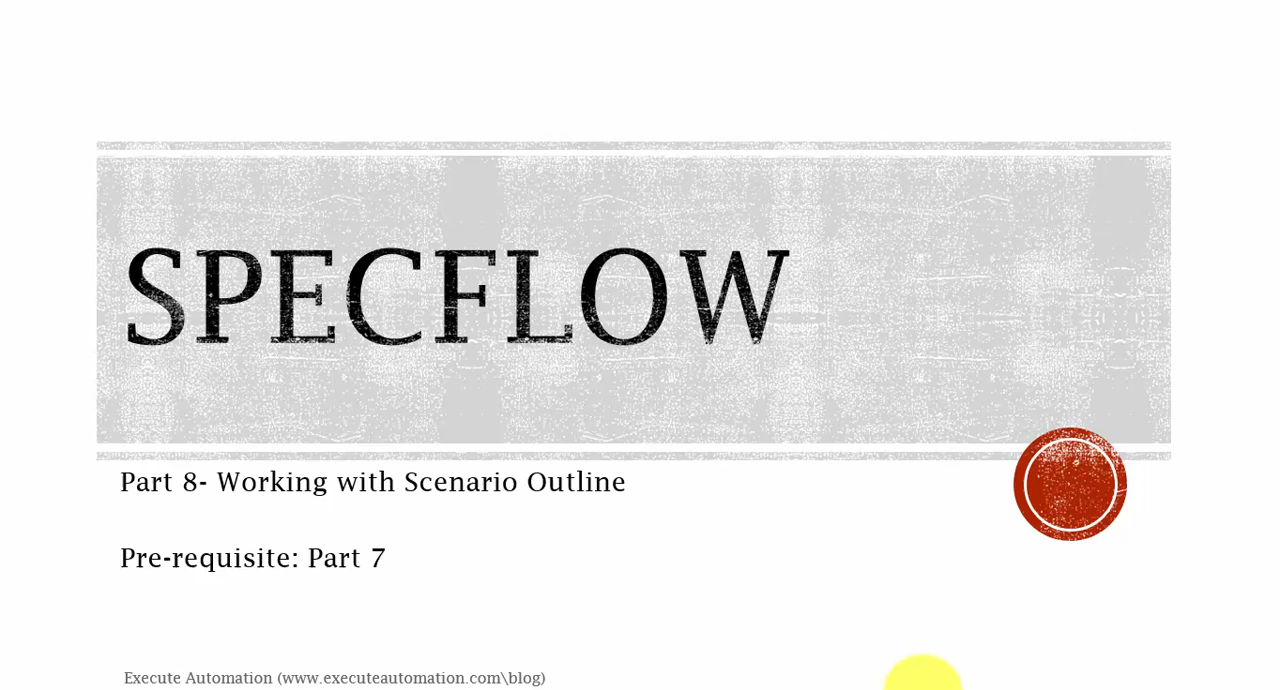 SPECFLOW
Part 8- Working with Scenario Outline
Pre-requisite: Part 7
Execute Automation (www.executeautomation.com\blog)